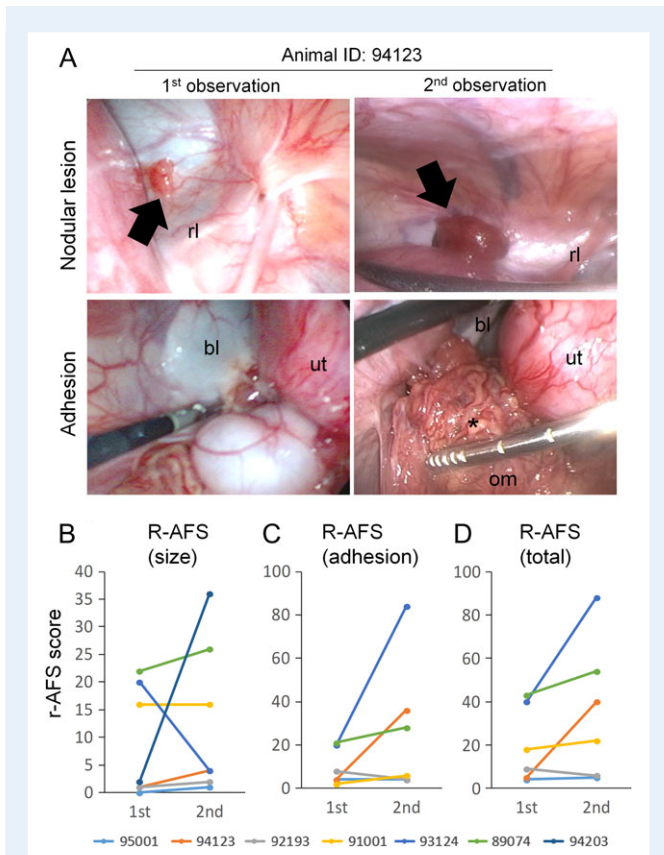 A
Animal ID: 94123
1st observation
2nd observation
Nodular lesion
rl
rl
Adhesion
bl
ut
bl
ut
*
om
B
R-AFS
(size)
C
R-AFS
(adhesion)
D
R-AFS
(total)
r-AFS score
40
35
30
25
20
15
10
5
0
1st
2nd
100
80
60
40
20
0
1st
2nd
100
80
60
40
20
0
1st
2nd
95001 94123 92193 91001 93124 89074 94203